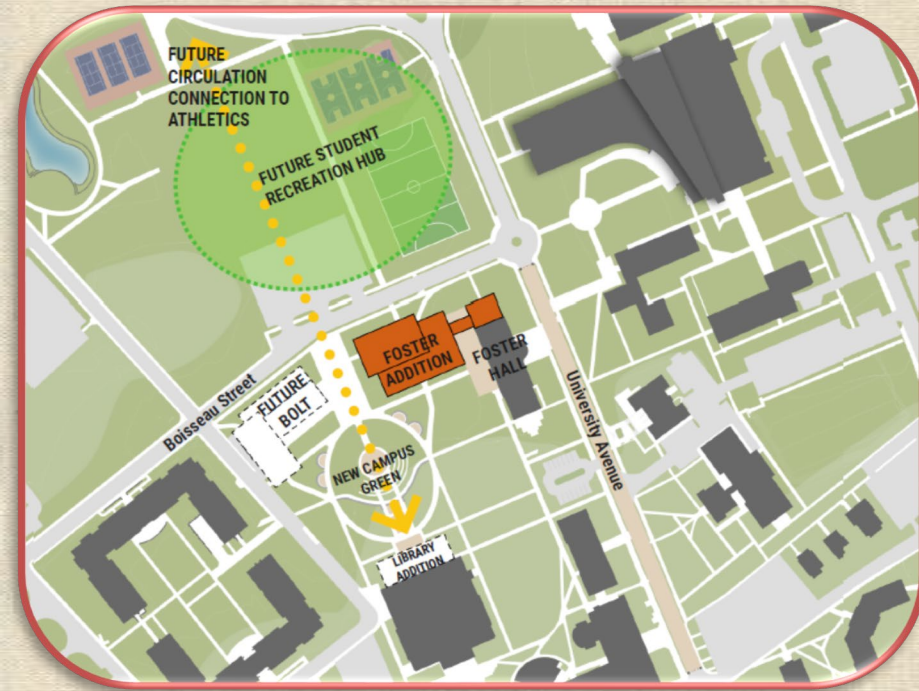 FUTURE
CIRCULATION
CONNECTION TO
ATHLETICS
FUTURE STUDENT
RECREATION HUB
FOSTER
ADDITION
FOSTER
HALL
Boisseau Street
FUTURE
BOLT
University Avenue
NEW CAMPUS
GREEN
LIBRARY
ADDITION